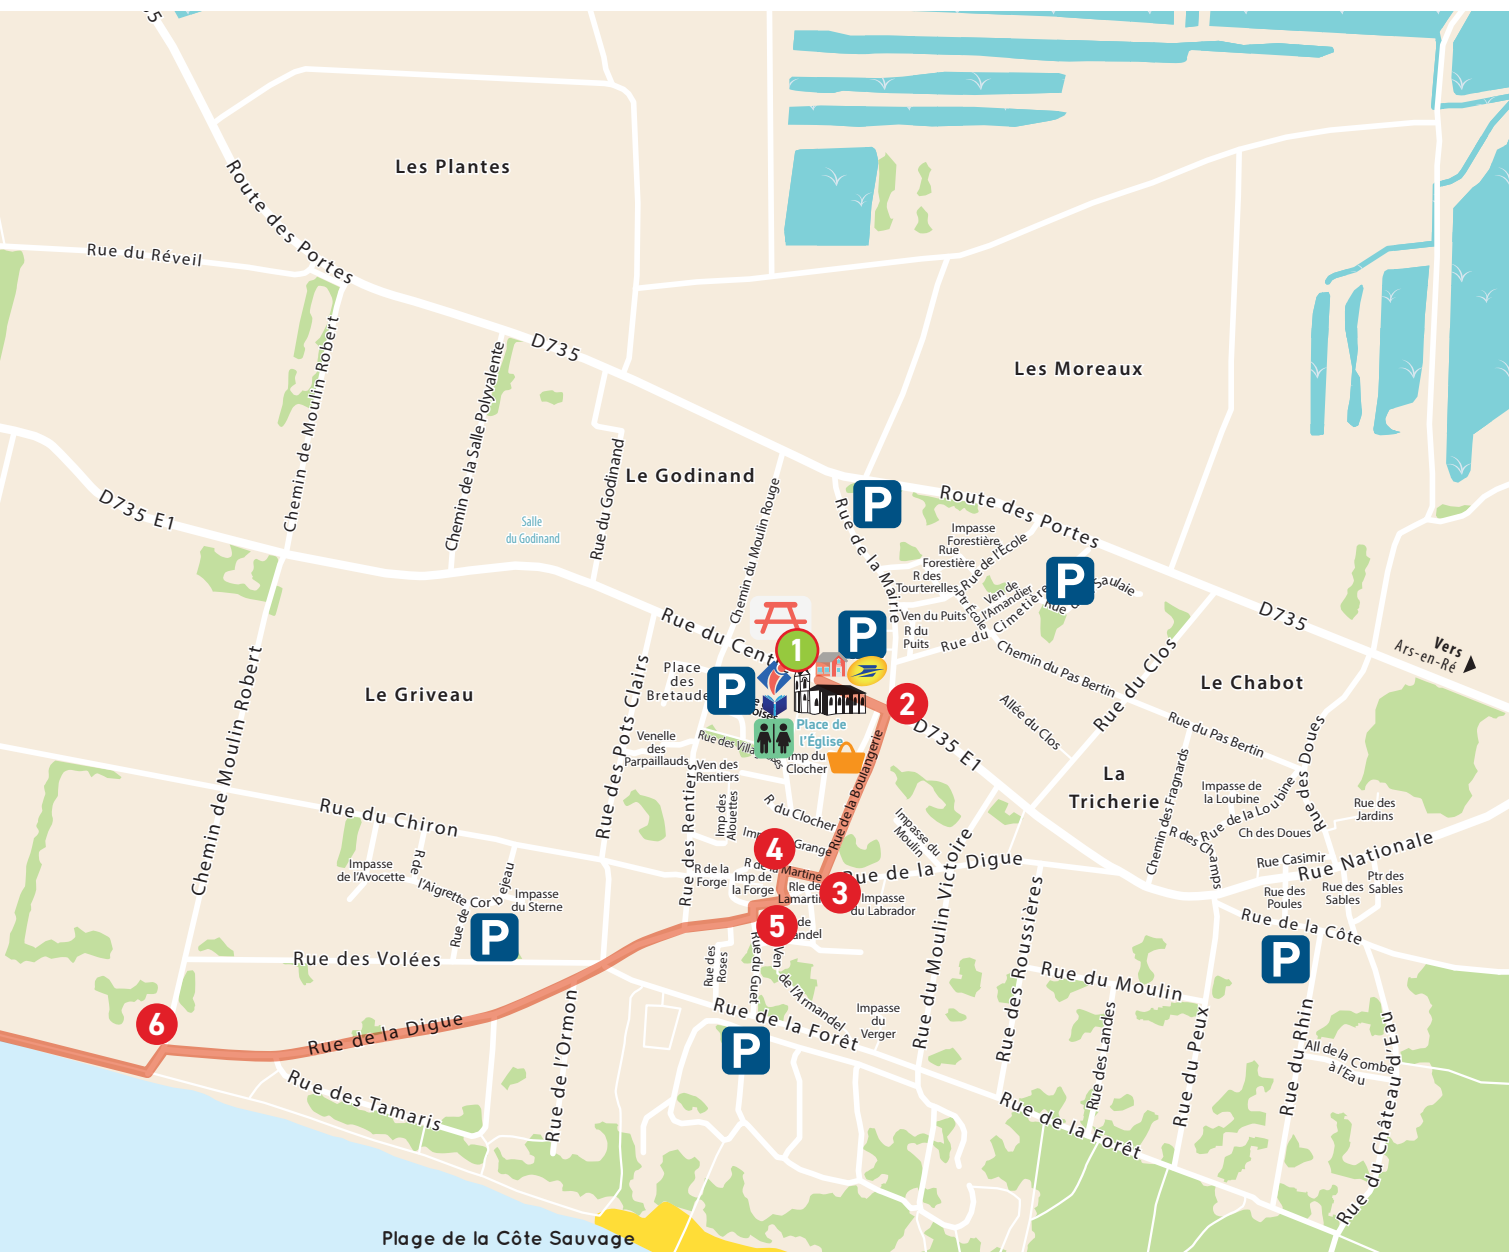 Les Plantes
Route des Portes
Rue du Réveil
D735
Les Moreaux
Chemin de Moulin Robert
Chemin de la Salle Polyvalente
Rue du Godinand
Le Godinand
Salle
du Godinand
D735 E1
Chemin du Moulin Rouge
P
Route des Portes
Rue de la Mairie
Impasse
Forestière
Rue
Forestière
Rue de l'École
R des
Tourterelles
Ptr École
Ven de
l'Amandier
P
Saulaie
Rue du Cimetière
Ven du Puits
R du
Puits
D735
Vers
Ars-en-Ré
Rue du
P
1
Place
des
P
2
Chemin du Pas Bertin
Rue du Clos
Le Chabot
Allée du Clos
Rue du Pas Bertin
Le Griveau
Chemin de Moulin Robert
Rue des Pots Clairs
Place de
l'Église
D735 E1
Venelle
des
Parpaillauds
Ven des
Rentiers
Imp du
Clocher
Rue de la Boulangerie
La
Tricherie
Chemin des Fragnards
Impasse de
la Loubine
Rue de la Loubine
Rue des Doues
Ch des Doues
Rue des
Jardins
Rue du Chiron
Rue des Rentiers
Imp des
Alouettes
R du Clocher
Impasse du
Moulin
4
R des Champs
Rue Casimir
Rue Nationale
Rue de la Digue
Impasse
de l'Avocette
R de
l'Aigrette
Rue de
Corbejeau
Impasse
du Sterne
R de la
Forge
Imp de
la Forge
Rle de
3
Impasse
du Labrador
Rue des
Poules
Rue des
Sables
Ptr des
Sables
5
P
Rue de la Côte
P
Rue des Volées
Rue des
Roses
Rue du Guet
Ven
de l'Armandel
Rue du Moulin Victoire
Rue des Roussières
Rue du Moulin
6
Rue de la Digue
Rue de l'Ormon
Rue de la Forêt
P
Impasse
du
Verger
Rue des Landes
Rue du Peux
Rue du Rhin
All de la Combe
à l'Eau
Rue du Château d'Eau
Rue des Tamaris
Rue de la Forêt
Plage de la Côte Sauvage